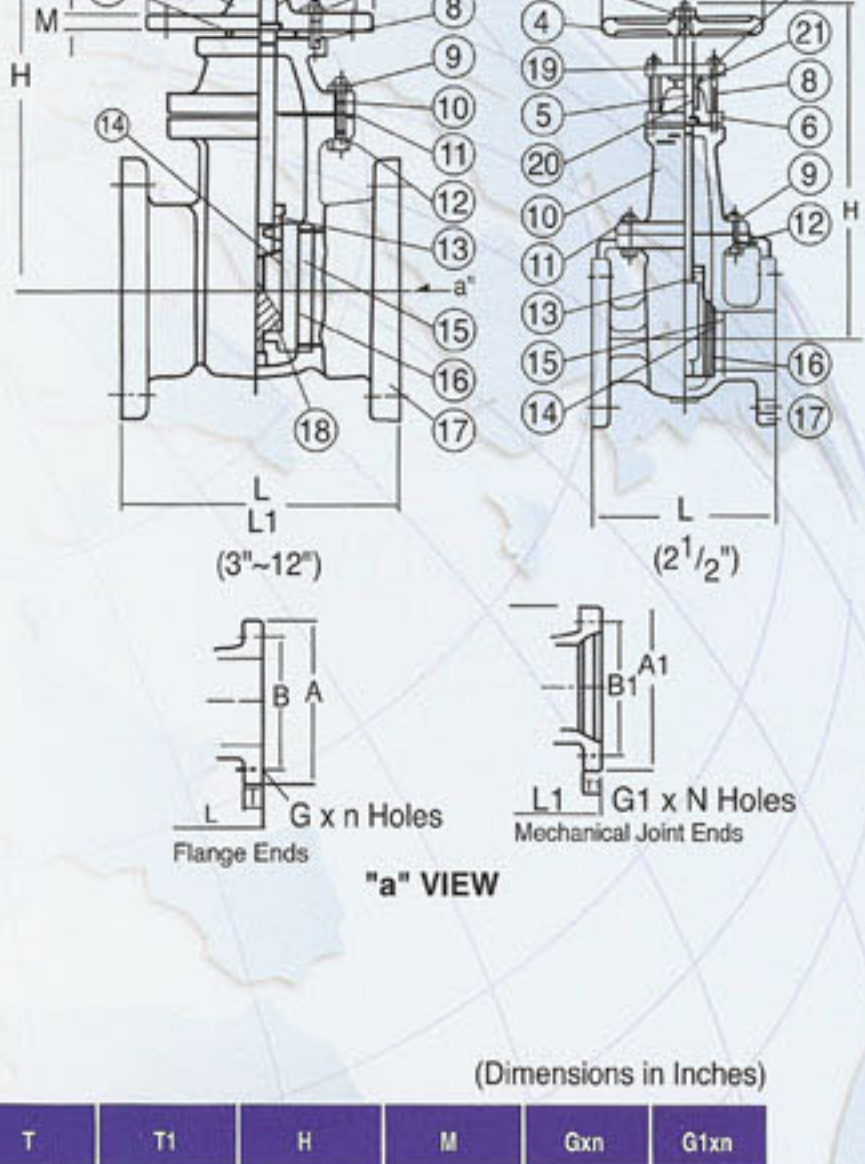 M
H
8
9
10
11
12
13
14
a"
15
16
17
18
L
L1
(3"~12")
4
19
5
20
10
11
13
15
14
21
8
6
9
12
H
16
17
L
(2 1/2")
B
A
T
L
G x n Holes
Flange Ends
B1
A1
T1
L1
G1 x N Holes
Mechanical Joint Ends
"a" VIEW
(Dimensions in Inches)
T T1 H M Gxn G1xn